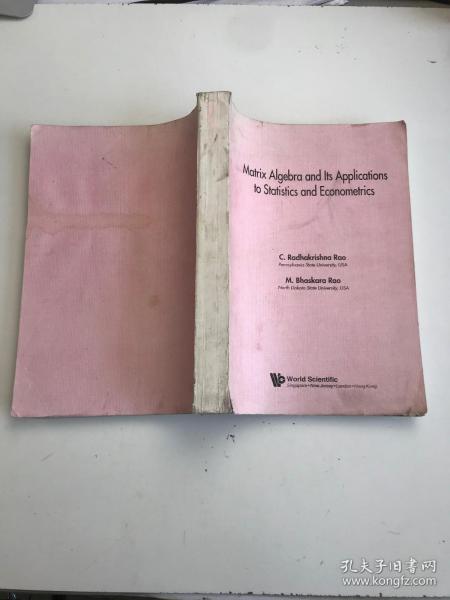 Matrix Algebra and Its Applications
to Statistics and Econometrics
C. Radhakrishna Rao
Pennsylvania State University, USA
M. Bhaskara Rao
North Dakota State University, USA
World Scientific
Singapore • New Jersey • London • Hong Kong
孔夫子旧书网
www.kongfz.com